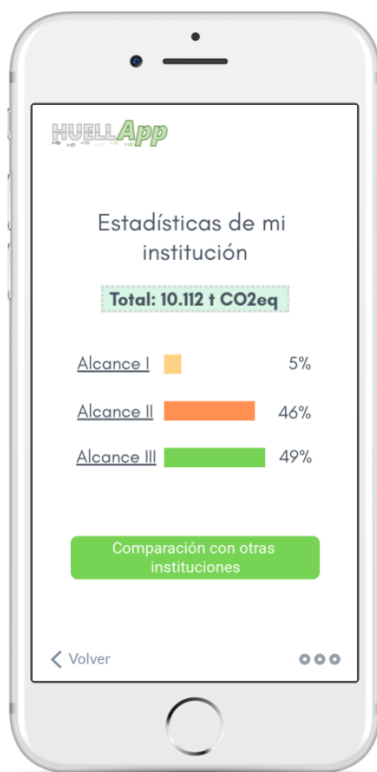 HUELLApp
Estadísticas de mi
institución
Total: 10.112 t CO2eq
Alcance I 5%
Alcance II 46%
Alcance III 49%
Comparación con otras
instituciones
Volver